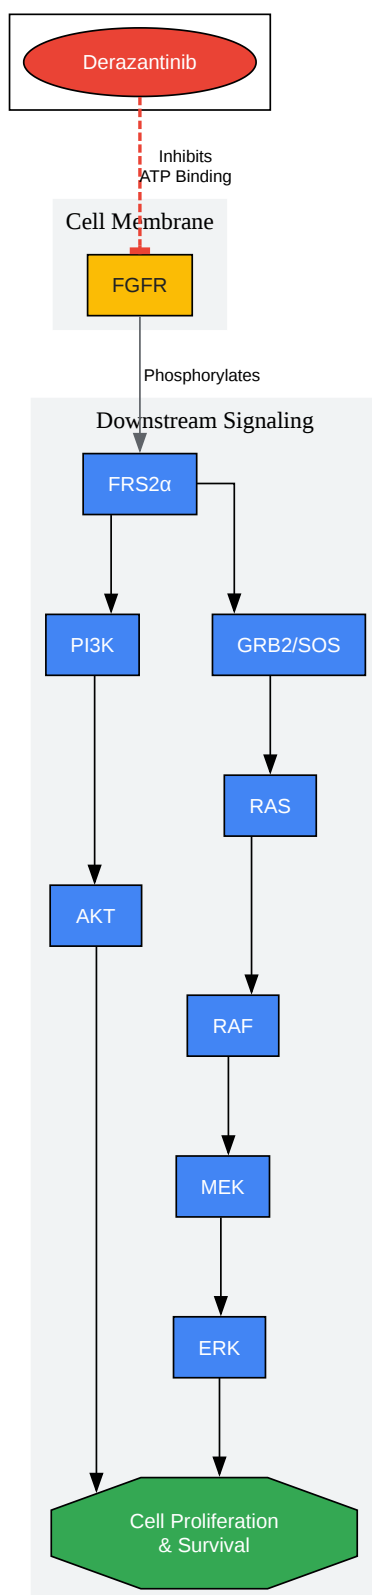 Derazantinib
Inhibits
ATP Binding
Cell Membrane
FGFR
Phosphorylates
Downstream Signaling
FRS2α
PI3K
GRB2/SOS
RAS
AKT
RAF
MEK
ERK
Cell Proliferation
& Survival